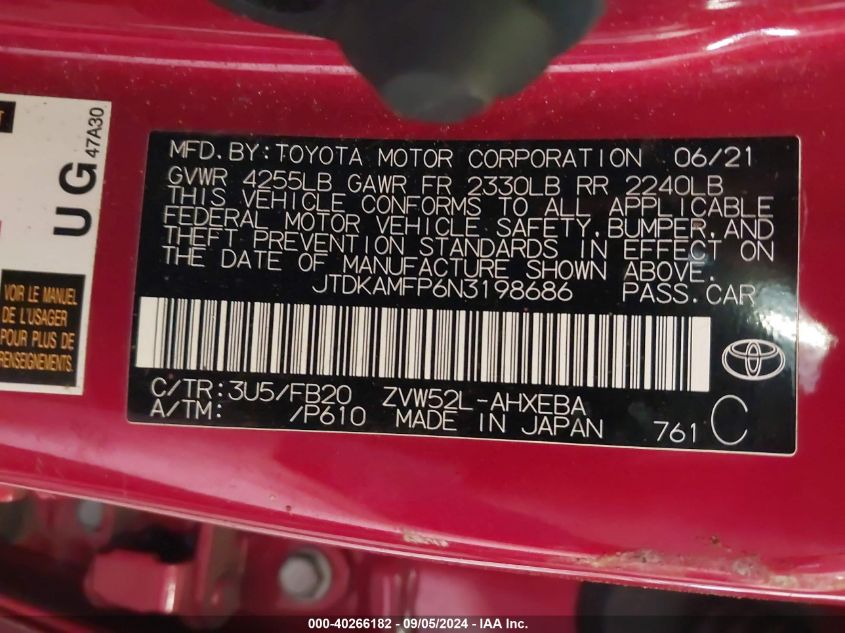 UG
47A30
VOIR LE MANUEL
DE L'USAGER
POUR PLUS DE
RENSEIGNEMENTS.
MFD. BY: TOYOTA MOTOR CORPORATION 06/21
GVWR 4255LB GAWR FR 2330LB RR 2240LB
THIS VEHICLE CONFORMS TO ALL APPLICABLE
FEDERAL MOTOR VEHICLE SAFETY, BUMPER, AND
THEFT PREVENTION STANDARDS IN EFFECT ON
THE DATE OF MANUFACTURE SHOWN ABOVE.
JTDKAMFP6N3198686 PASS.CAR
C/TR: 3U5/FB20 ZVW52L-AHXEBA
A/TM: /P610 MADE IN JAPAN 761 C
000-40266182 - 09/05/2024 - IAA Inc.